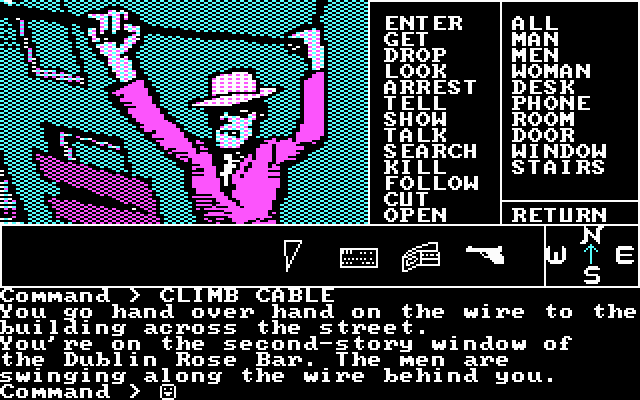 ENTER
GET
DROP
LOOK
ARREST
TELL
SHOW
TALK
SEARCH
KILL
FOLLOW
CUT
OPEN
ALL
MAN
MEN
WOMAN
DESK
PHONE
ROOM
DOOR
WINDOW
STAIRS
RETURN
N
W E
S
Command > CLIMB CABLE
You go hand over hand on the wire to the
building across the street.
You're on the second-story window of
the Dublin Rose Bar. The men are
swinging along the wire behind you.
Command >